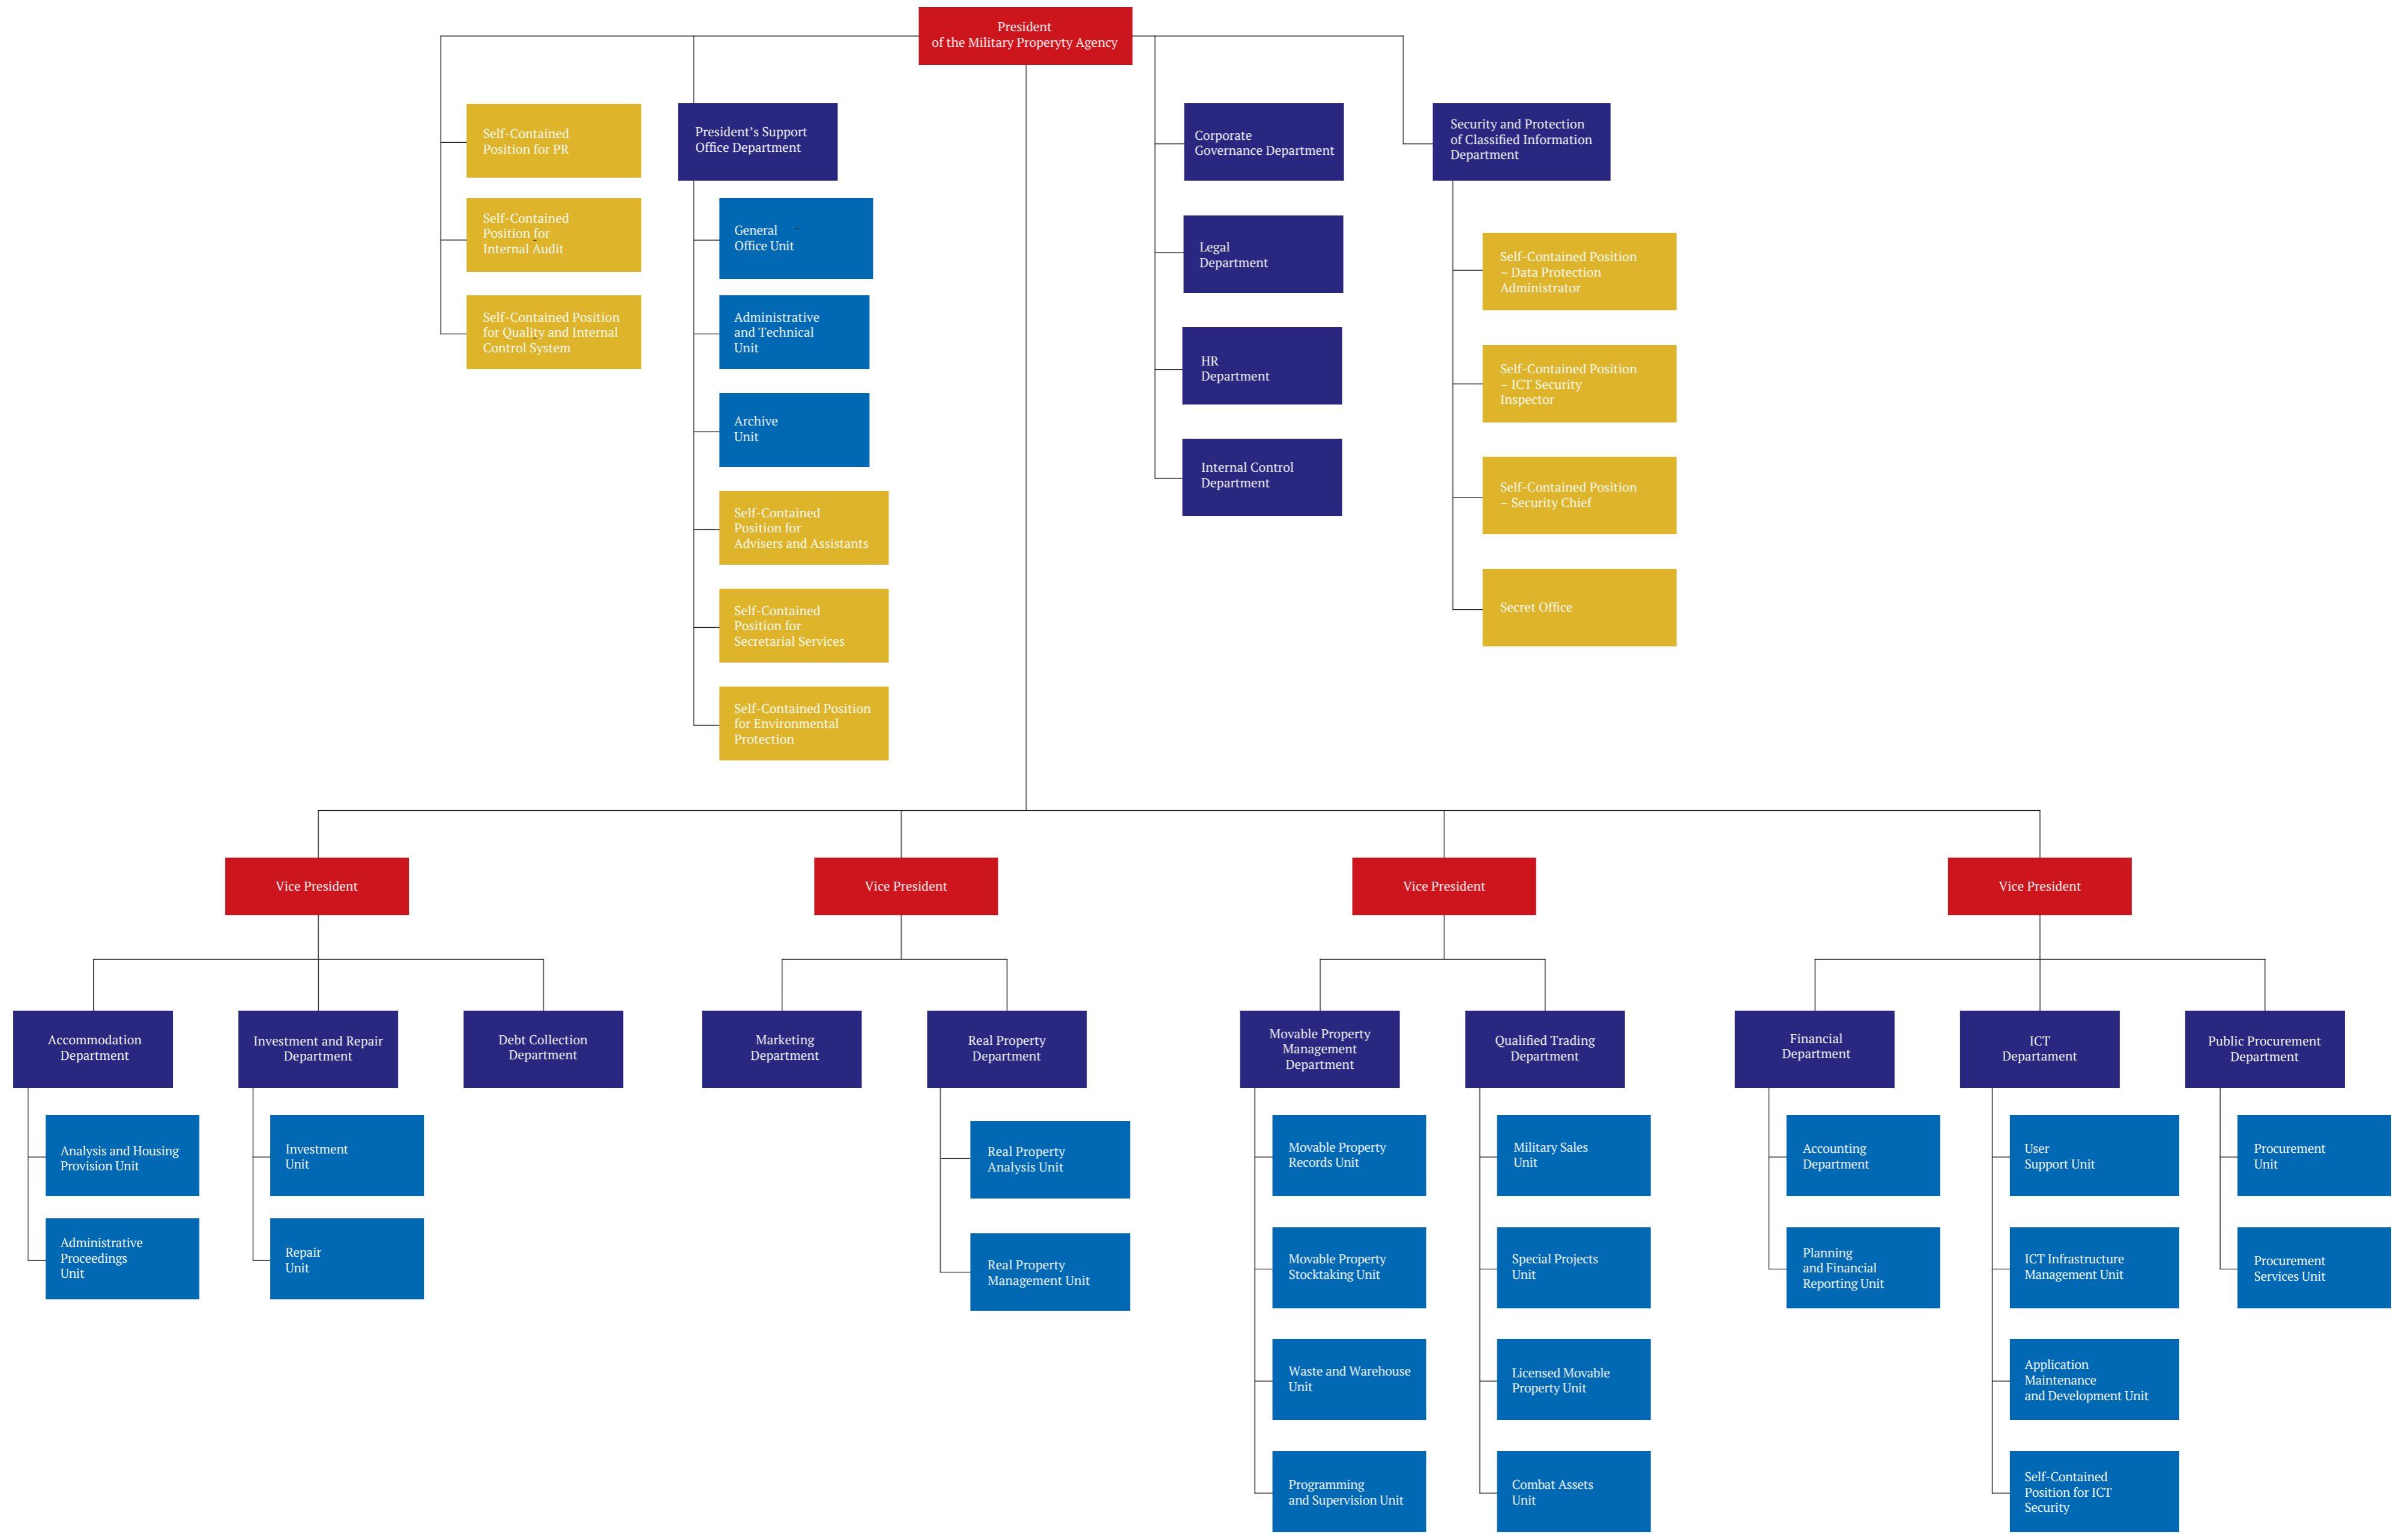 President
of the Military Properyty Agency
Self-Contained
Position for PR
Self-Contained
Position for
Internal Audit
Self-Contained Position
for Quality and Internal
Control System
President’s Support
Office Department
General
Office Unit
Administrative
and Technical
Unit
Archive
Unit
Self-Contained
Position for
Advisers and Assistants
Self-Contained
Position for
Secretarial Services
Self-Contained Position
for Environmental
Protection
Corporate
Governance Department
Legal
Department
HR
Department
Internal Control
Department
Security and Protection
of Classified Information
Department
Self-Contained Position
– Data Protection
Administrator
Self-Contained Position
– ICT Security
Inspector
Self-Contained Position
– Security Chief
Secret Office
Vice President
Accommodation
Department
Analysis and Housing
Provision Unit
Administrative
Proceedings
Unit
Investment and Repair
Department
Investment
Unit
Repair
Unit
Debt Collection
Department
Vice President
Marketing
Department
Real Property
Department
Real Property
Analysis Unit
Real Property
Management Unit
Vice President
Movable Property
Management
Department
Movable Property
Records Unit
Movable Property
Stocktaking Unit
Waste and Warehouse
Unit
Programming
and Supervision Unit
Qualified Trading
Department
Military Sales
Unit
Special Projects
Unit
Licensed Movable
Property Unit
Combat Assets
Unit
Vice President
Financial
Department
Accounting
Department
Planning
and Financial
Reporting Unit
ICT
Departament
User
Support Unit
ICT Infrastructure
Management Unit
Application
Maintenance
and Development Unit
Self-Contained
Position for ICT
Security
Public Procurement
Department
Procurement
Unit
Procurement
Services Unit